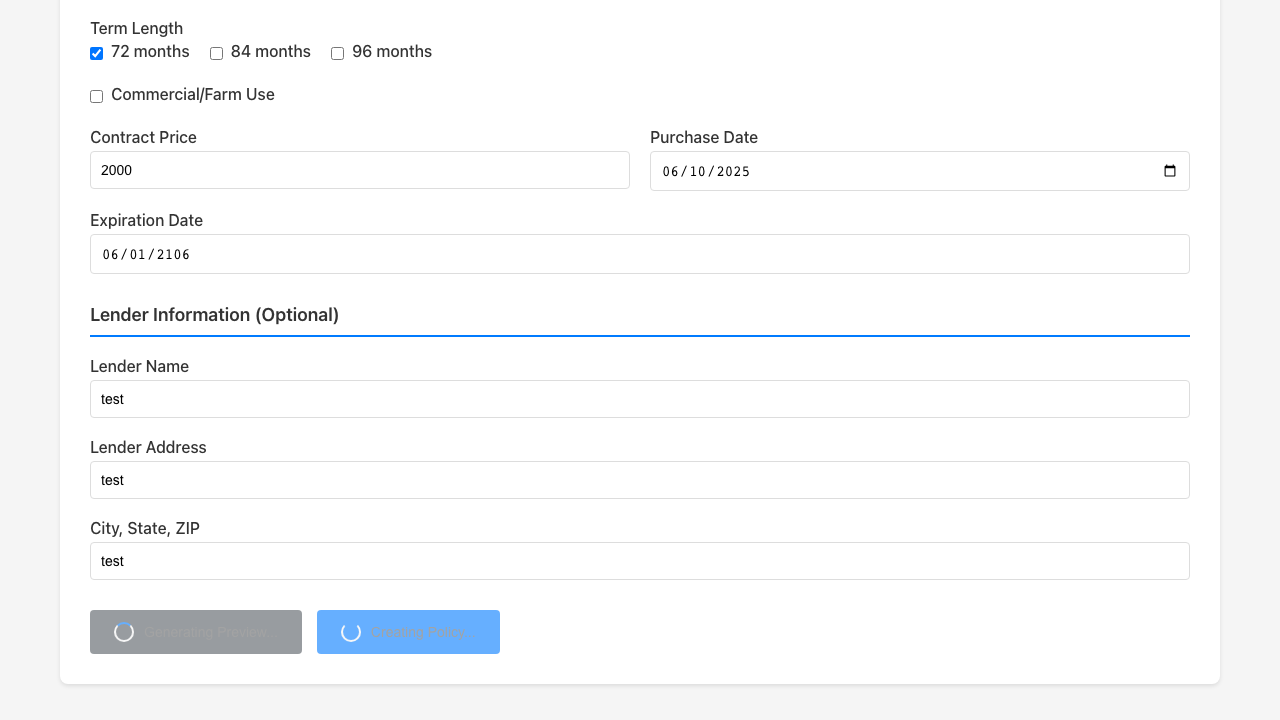 Term Length
72 months 84 months 96 months
Commercial/Farm Use
Contract Price Purchase Date
2000 06/10/2025
Expiration Date
06/01/2106
Lender Information (Optional)
Lender Name
test
Lender Address
test
City, State, ZIP
test
Generating Preview... Creating Policy...